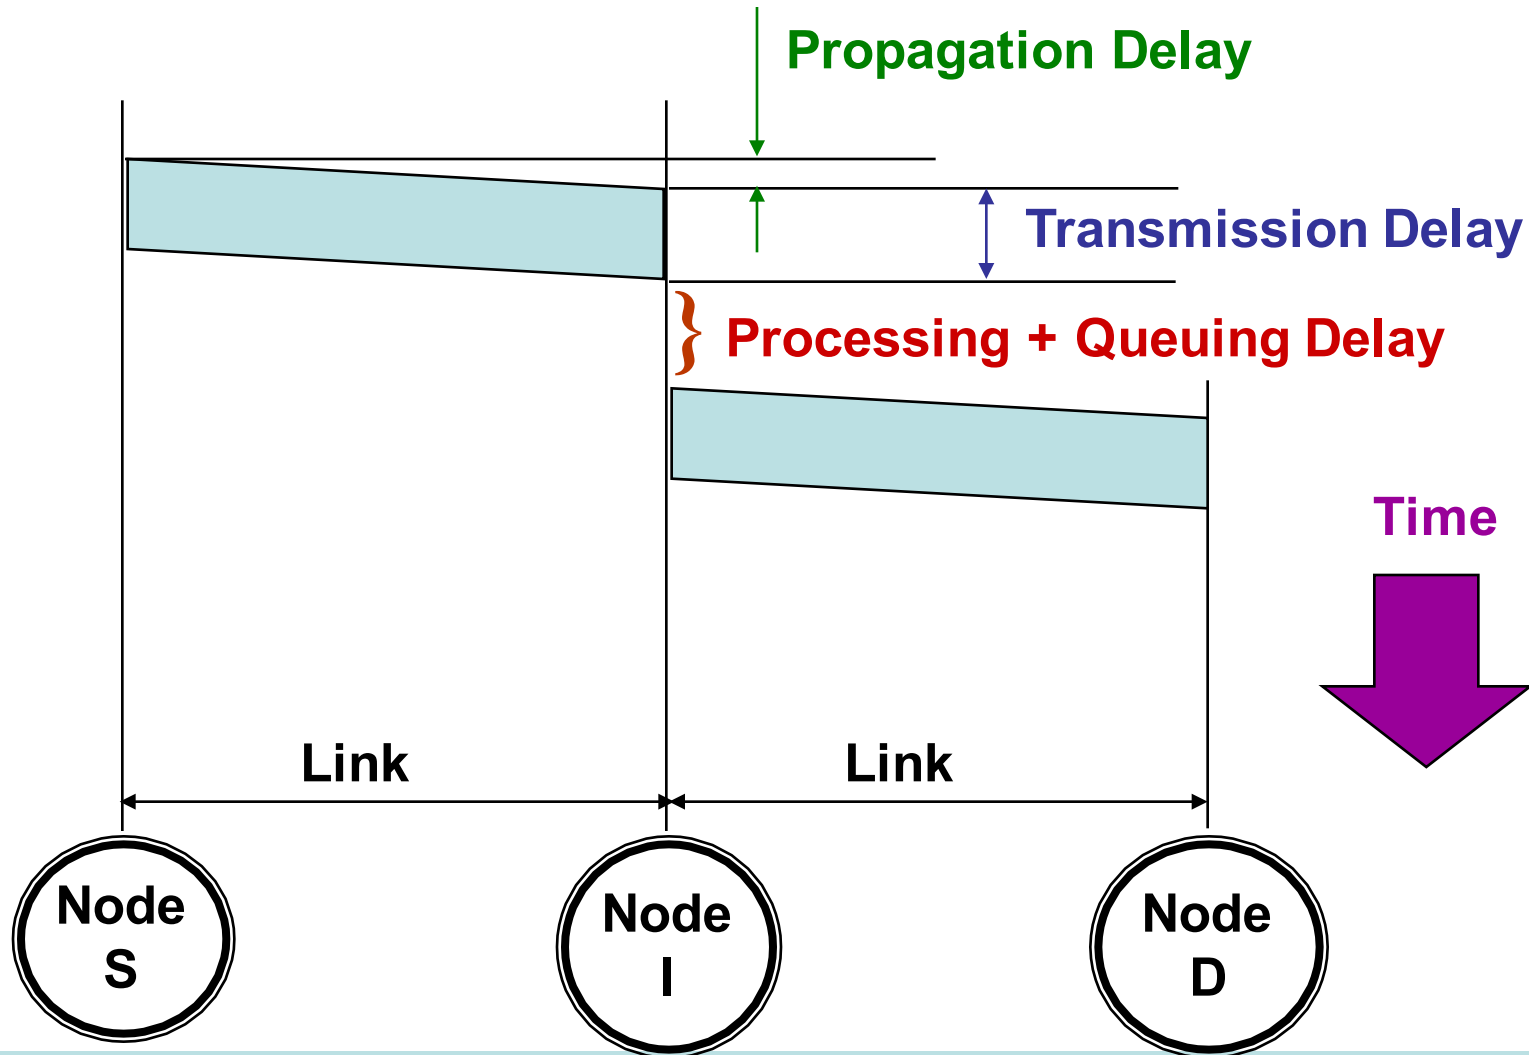 Propagation Delay
Transmission Delay
} Processing + Queuing Delay
Time
Link
Link
Node
S
Node
I
Node
D